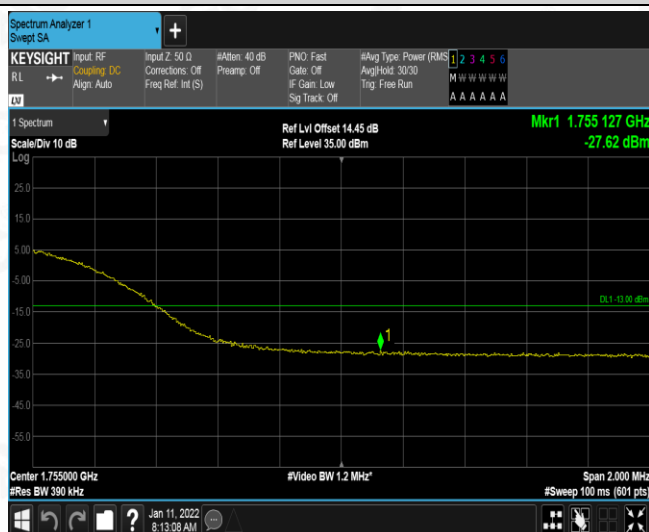 Spectrum Analyzer 1
Swept SA
+
KEYSIGHT
RL
LXI
Input: RF
Coupling: DC
Align: Auto
Input Z: 50 Ω
Corrections: Off
Freq Ref: Int (S)
#Atten: 40 dB
Preamp: Off
PNO: Fast
Gate: Off
IF Gain: Low
Sig Track: Off
#Avg Type: Power (RMS
Avg|Hold: 30/30
Trig: Free Run
1 2 3 4 5 6
M W W W W W
A A A A A A
1 Spectrum
Scale/Div 10 dB
Log
Ref Lvl Offset 14.45 dB
Ref Level 35.00 dBm
Mkr1 1.755 127 GHz
-27.62 dBm
25.0
15.0
5.00
-5.00
DL1 -13.00 dBm
-15.0
1
-25.0
-35.0
-45.0
-55.0
Center 1.755000 GHz
#Res BW 390 kHz
#Video BW 1.2 MHz*
Span 2.000 MHz
#Sweep 100 ms (601 pts)
?
Jan 11, 2022
8:13:08 AM